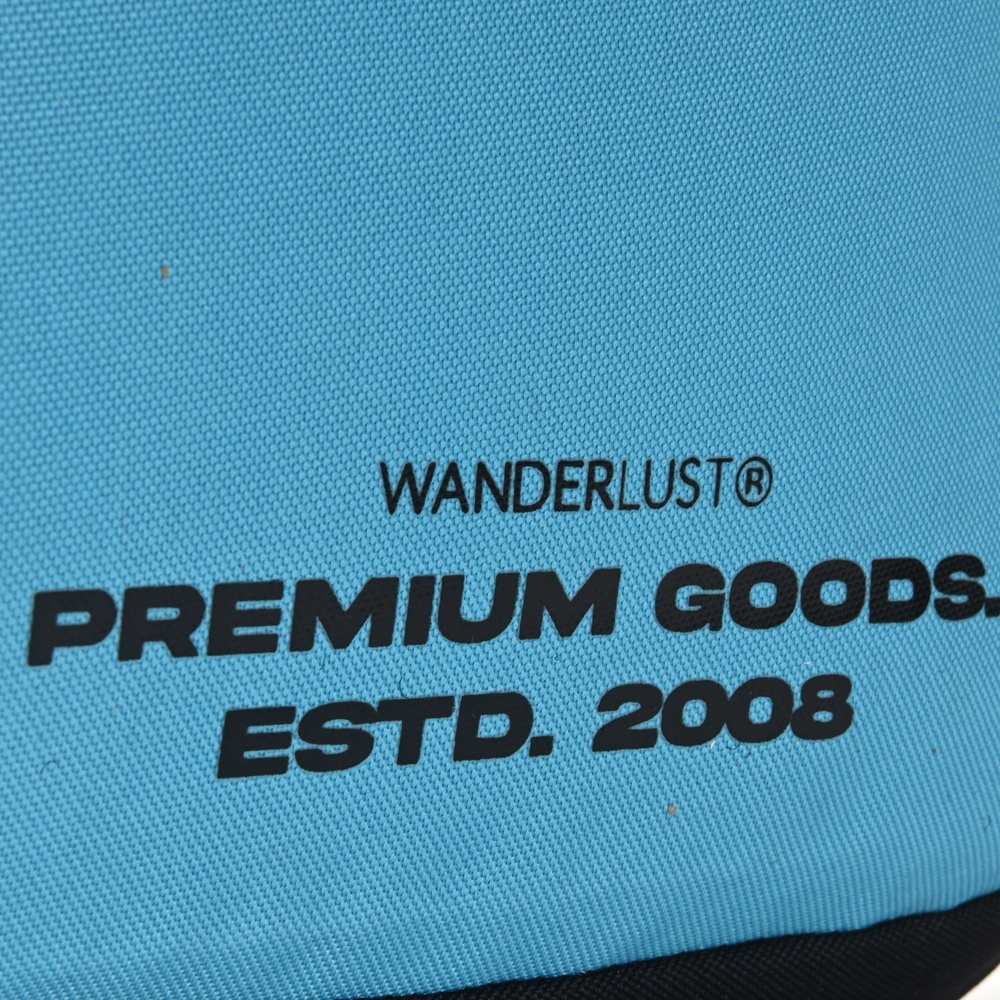 WANDERLUST®
PREMIUM GOODS.
ESTD. 2008